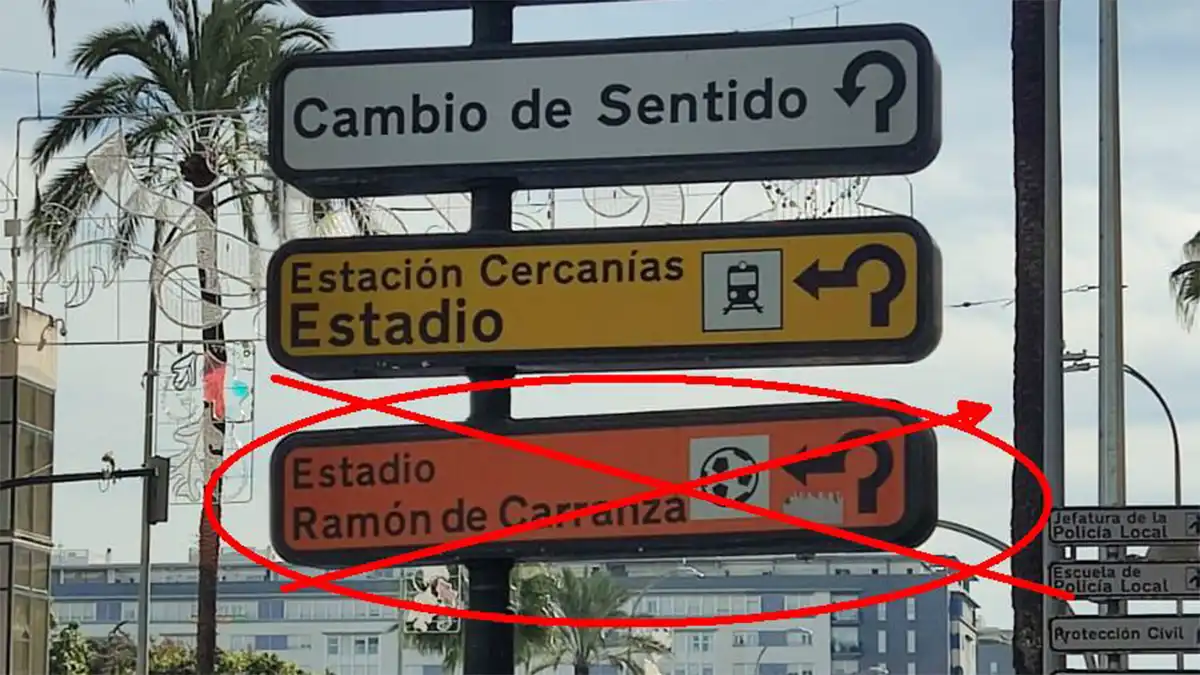 Cambio de Sentido
Estación Cercanías
Estadio
Estadio
Ramón de Carranza
Jefatura de la
Policía Local
Escuela de
Policía Local
Protección Civil